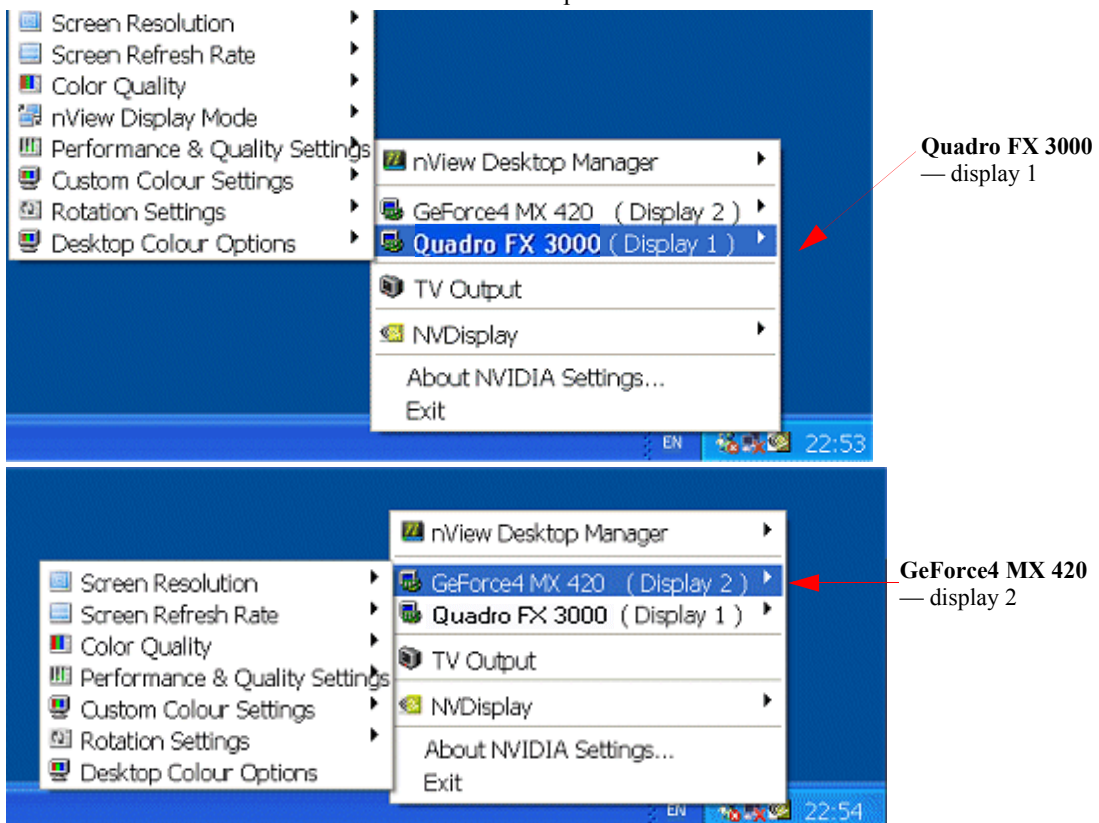 Screen Resolution
Screen Refresh Rate
Color Quality
nView Display Mode
Performance & Quality Settings
Custom Colour Settings
Rotation Settings
Desktop Colour Options
nView Desktop Manager
GeForce4 MX 420 ( Display 2 )
Quadro FX 3000 ( Display 1 )
TV Output
NVDisplay
About NVIDIA Settings...
Exit
EN 22:53
Quadro FX 3000
— display 1
nView Desktop Manager
GeForce4 MX 420 ( Display 2 )
Quadro FX 3000 ( Display 1 )
TV Output
NVDisplay
About NVIDIA Settings...
Exit
Screen Resolution
Screen Refresh Rate
Color Quality
Performance & Quality Settings
Custom Colour Settings
Rotation Settings
Desktop Colour Options
EN 22:54
GeForce4 MX 420
— display 2